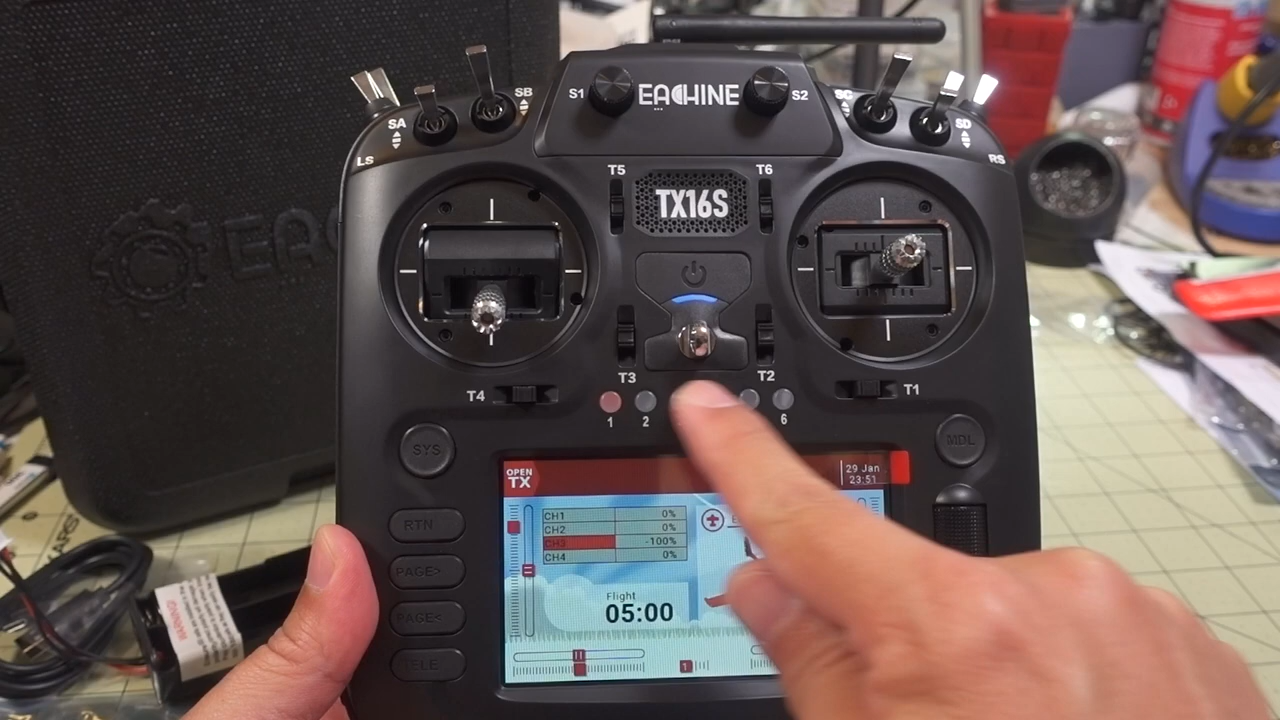 SB
S1
EACHINE
S2
SC
SA
SD
LS
RS
T5
T6
TX16S
T3
T2
T4
T1
1
2
6
SYS
MDL
OPEN
TX
29 Jan
23:51
CH1
0%
CH2
0%
CH3
-100%
CH4
0%
RTN
PAGE>
PAGE<
TELE
Flight
05:00
1
WARNING